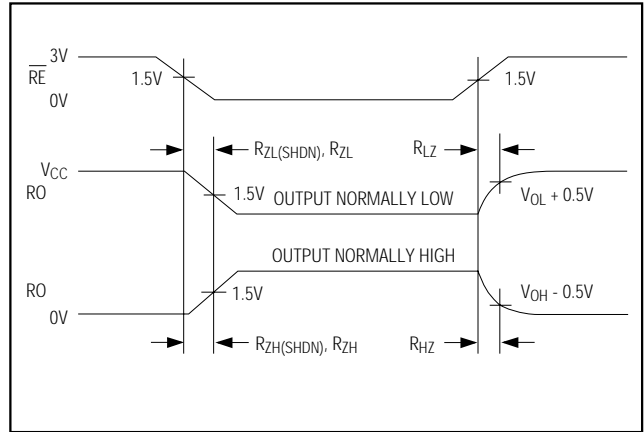 3V
RE
1.5V
1.5V
0V
RZL(SHDN), RZL
RLZ
VCC
RO
1.5V
OUTPUT NORMALLY LOW
VOL + 0.5V
OUTPUT NORMALLY HIGH
RO
1.5V
VOH - 0.5V
0V
RZH(SHDN), RZH
RHZ